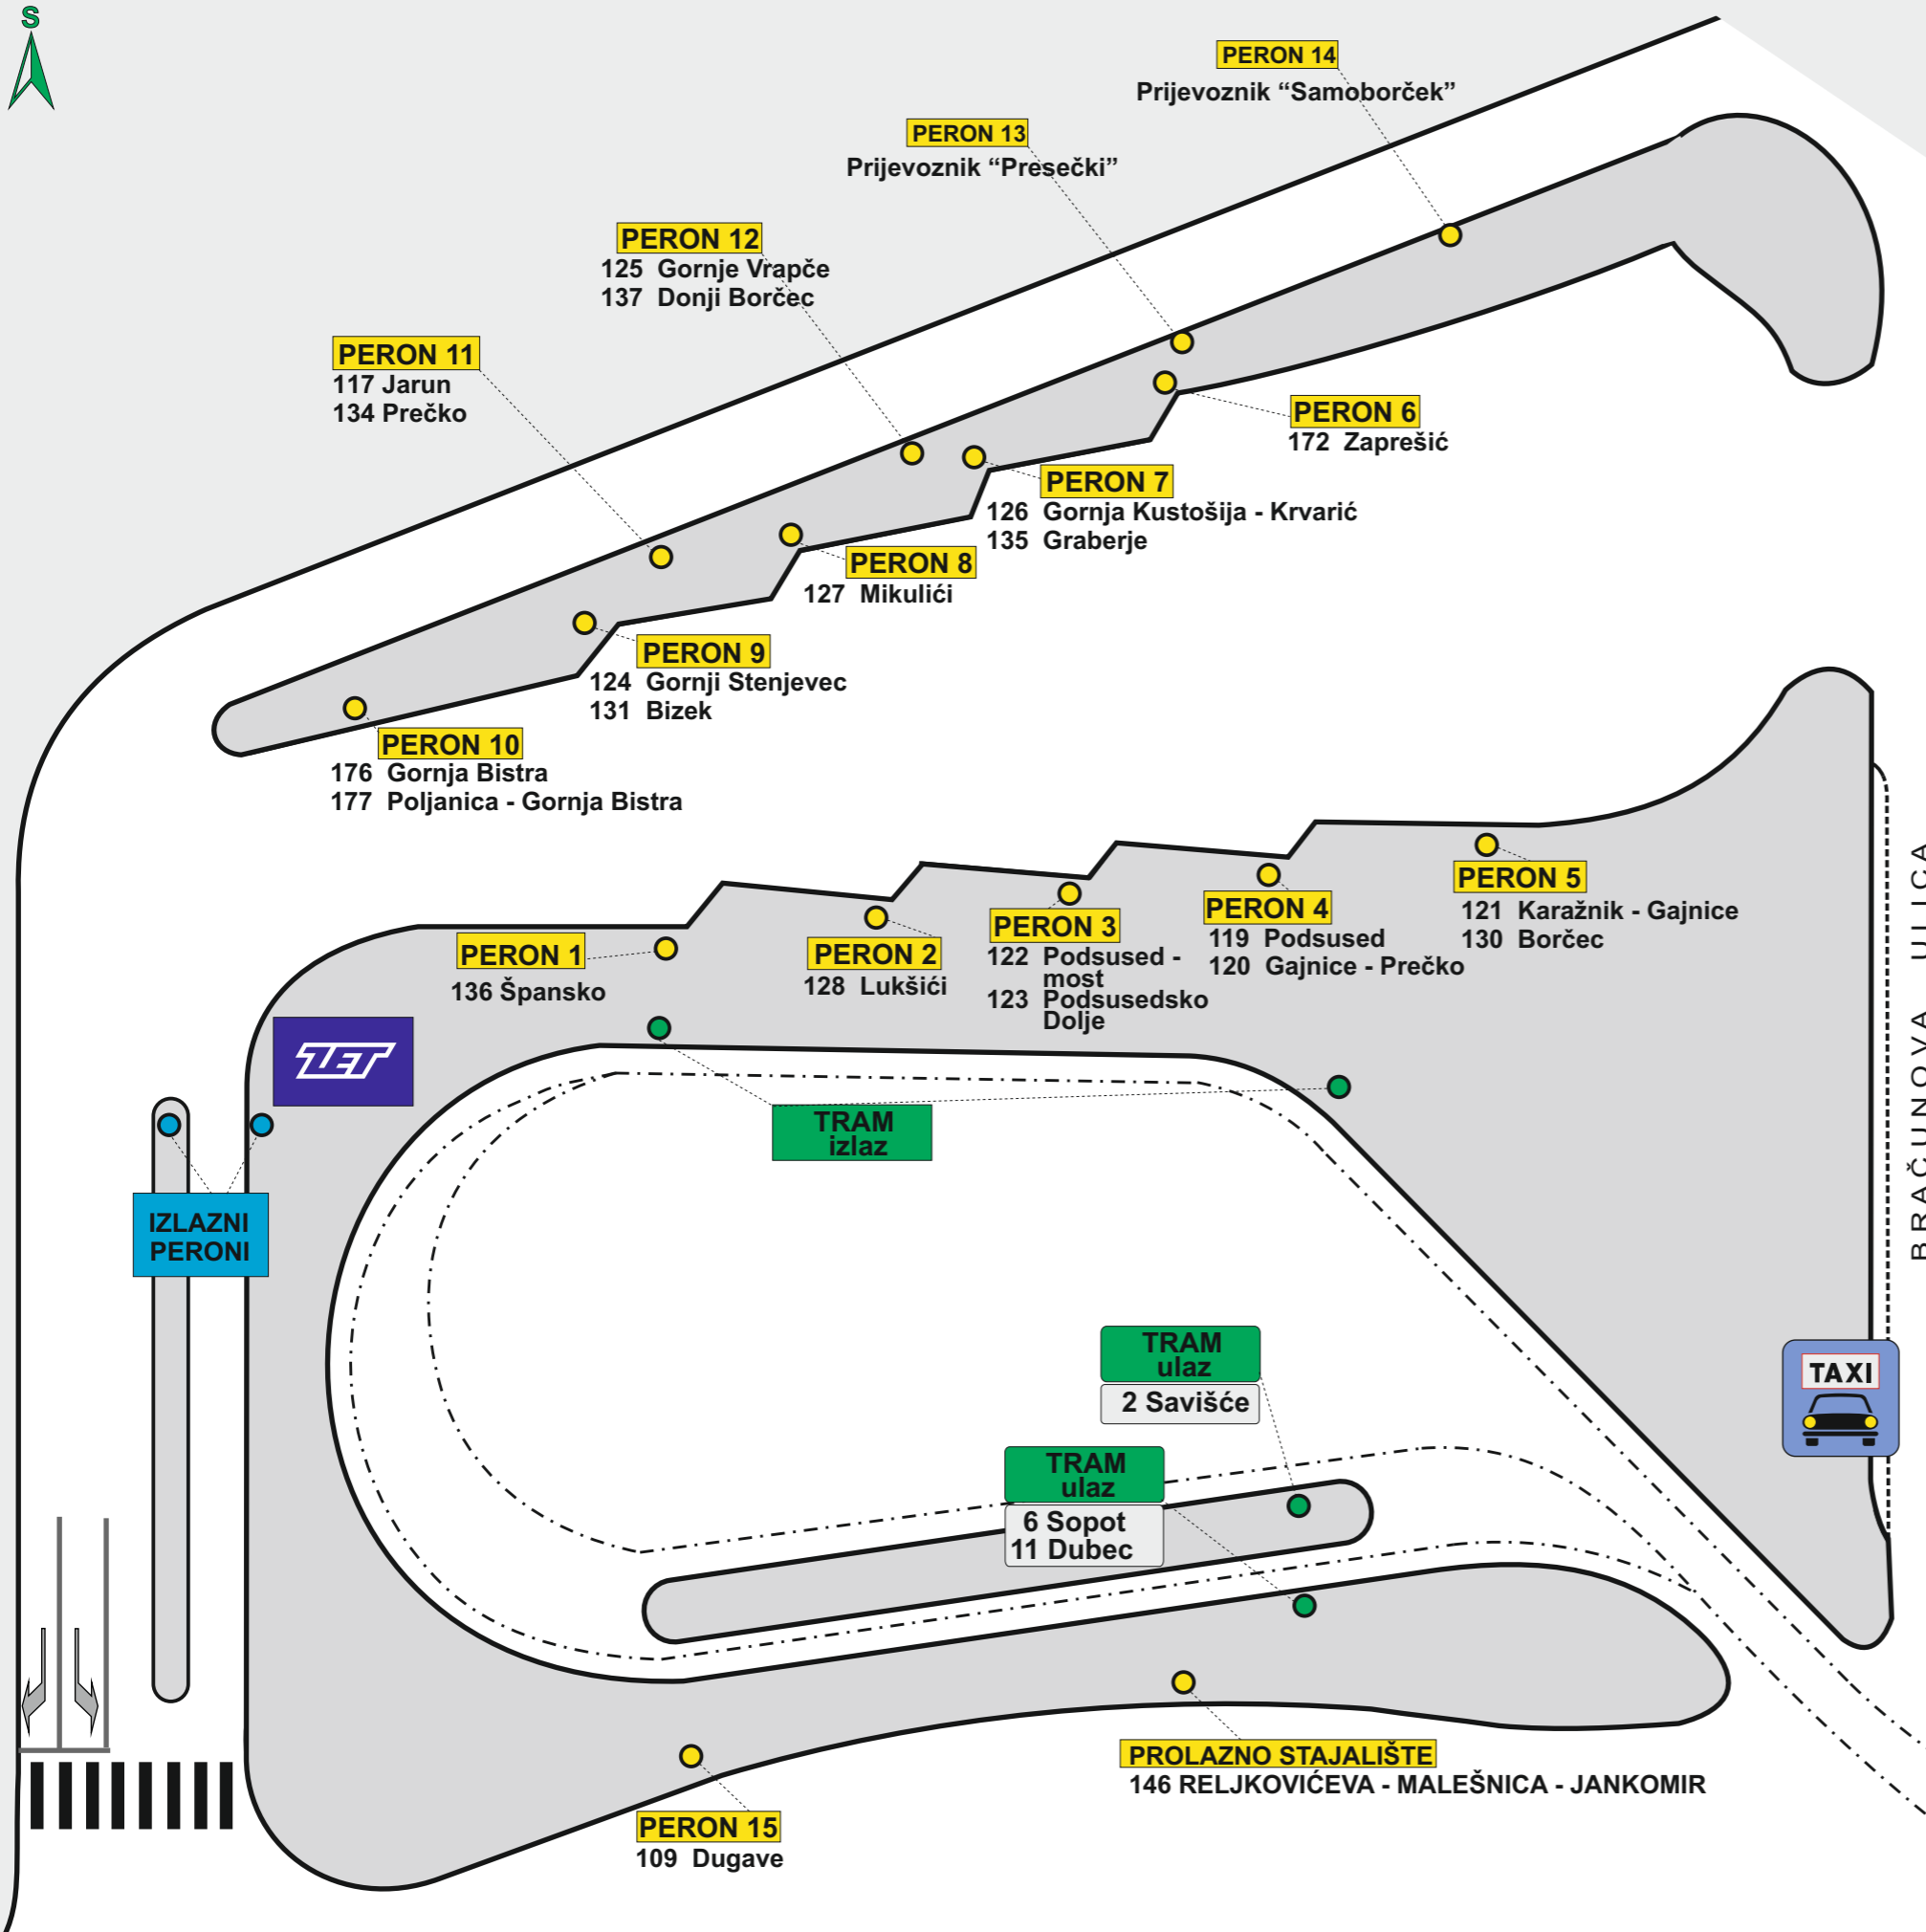 S
PERON 14
Prijevoznik “Samoborček”
PERON 13
Prijevoznik “Presečki”
PERON 12
125 Gornje Vrapče
137 Donji Borčec
PERON 11
117 Jarun
134 Prečko
PERON 6
172 Zaprešić
PERON 7
126 Gornja Kustošija - Krvarić
135 Graberje
PERON 8
127 Mikulići
PERON 9
124 Gornji Stenjevec
131 Bizek
PERON 10
176 Gornja Bistra
177 Poljanica - Gornja Bistra
PERON 1
136 Špansko
PERON 2
128 Lukšići
PERON 3
122 Podsused -
most
123 Podsusedsko
Dolje
PERON 4
119 Podsused
120 Gajnice - Prečko
PERON 5
121 Karažnik - Gajnice
130 Borčec
BRAČUNOVA ULICA
ZET
TRAM
izlaz
IZLAZNI
PERONI
TRAM
ulaz
2 Savišće
TRAM
ulaz
6 Sopot
11 Dubec
TAXI
PROLAZNO STAJALIŠTE
146 RELJKOVIĆEVA - MALEŠNICA - JANKOMIR
PERON 15
109 Dugave